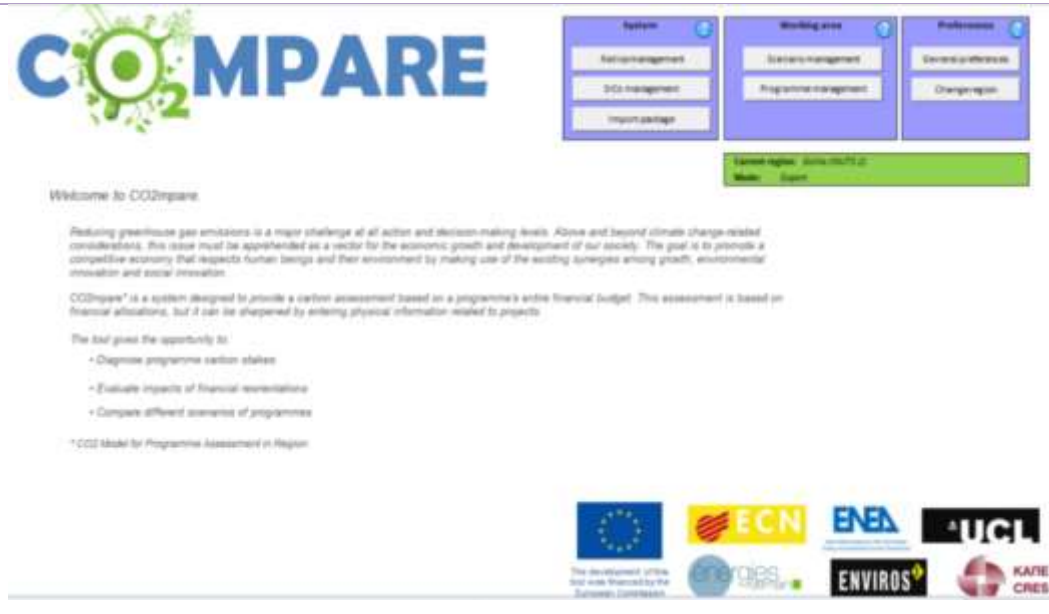 CO2MPARE
System
Working area
Preferences
Rollup management
Scenario management
General preferences
DiCo management
Programme management
Change region
Import package
Current region: (NUTS 2)
Mode: Expert
Welcome to CO2mpare
Reducing greenhouse gas emissions is a major challenge at all action and decision-making levels. Above and beyond climate change-related
considerations, this issue must be apprehended as a vector for the economic growth and development of our society. The goal is to promote a
competitive economy that respects human beings and their environment by making use of the existing synergies among growth, environmental
innovation and social innovation.
CO2mpare* is a system designed to provide a carbon assessment based on a programme's entire financial budget. This assessment is based on
financial allocations, but it can be sharpened by entering physical information related to projects.
The tool gives the opportunity to:
• Diagnose programme carbon stakes
• Evaluate impacts of financial reorientations
• Compare different scenarios of programmes
* CO2 Model for Programme Assessment in Region
ECN
ENEA
UCL
The development of this
tool was financed by the
European Commission
energies demain
ENVIROS
ΚΑΠΕ
CRES